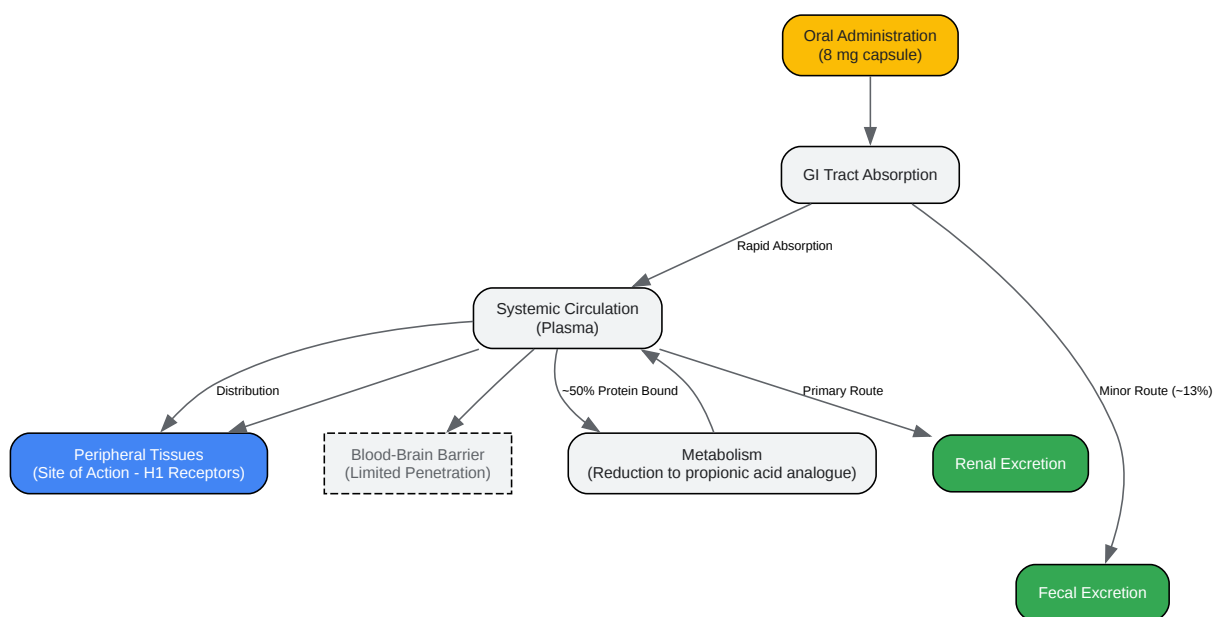 Oral Administration
(8 mg capsule)
GI Tract Absorption
Rapid Absorption
Systemic Circulation
(Plasma)
Distribution
~50% Protein Bound
Primary Route
Minor Route (~13%)
Peripheral Tissues
(Site of Action - H1 Receptors)
Blood-Brain Barrier
(Limited Penetration)
Metabolism
(Reduction to propionic acid analogue)
Renal Excretion
Fecal Excretion